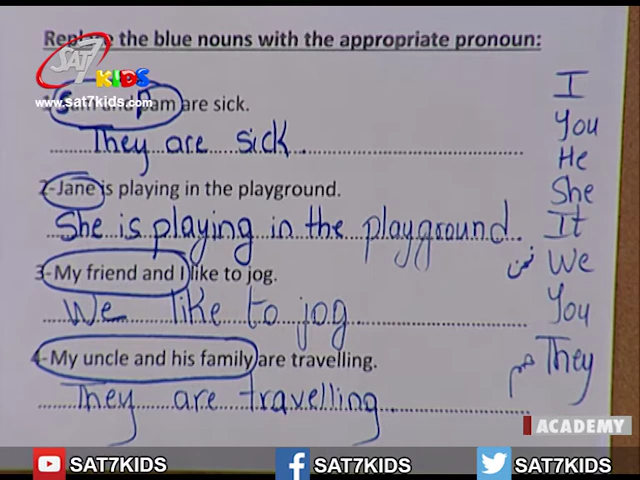 Replace the blue nouns with the appropriate pronoun:
SAT7
KIDS
www.sat7kids.com
Sam and Pam are sick.
They are sick.
2-Jane is playing in the playground.
She is playing in the playground.
3-My friend and I like to jog.
We like to jog
4-My uncle and his family are travelling.
They are travelling.
I
You
He
She
It
نحن We
You
هم They
ACADEMY
SAT7KIDS
SAT7KIDS
SAT7KIDS